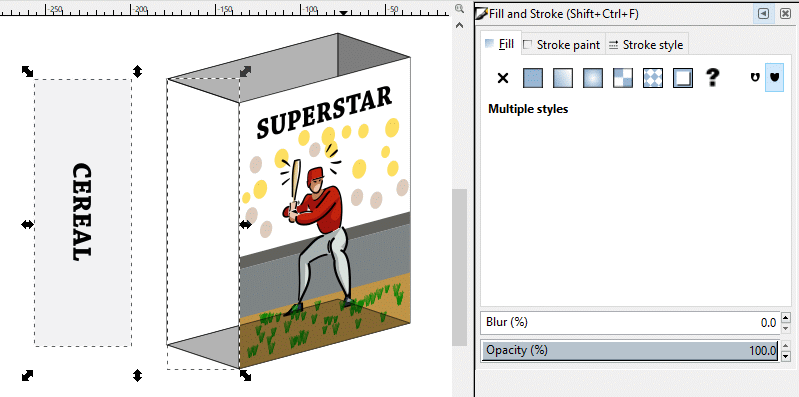 -250 -200 -150 -100 -50
CEREAL
SUPERSTAR
Fill and Stroke (Shift+Ctrl+F)
Fill Stroke paint Stroke style
?
Multiple styles
Blur (%) 0.0
Opacity (%) 100.0